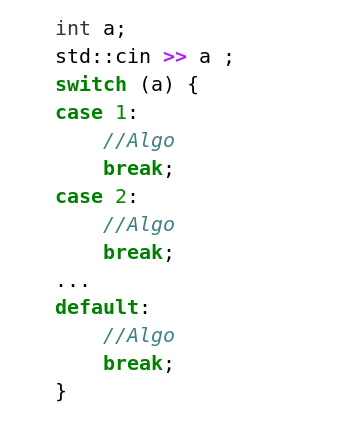 int a;
std::cin >> a ;
switch (a) {
case 1:
    //Algo
    break;
case 2:
    //Algo
    break;
...
default:
    //Algo
    break;
}